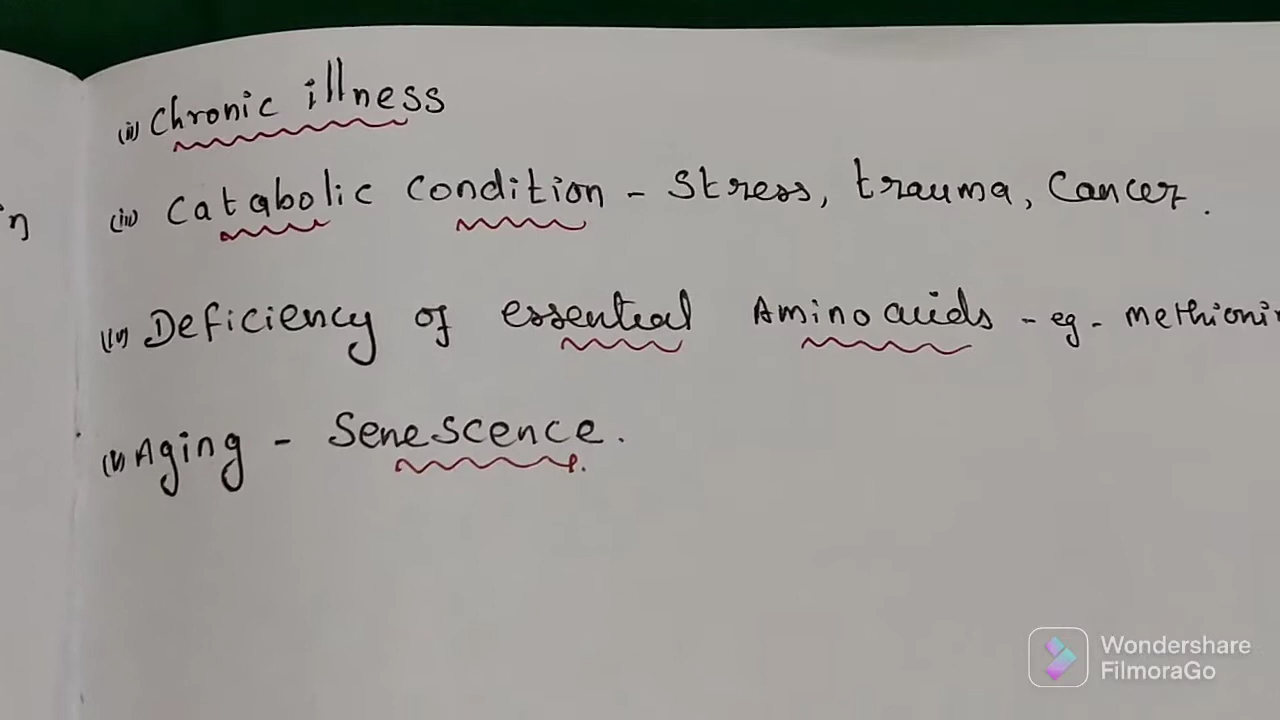 (ii) Chronic illness
(iii) Catabolic condition - Stress, trauma, Cancer.
(iv) Deficiency of essential Amino acids - eg - methionin
(v) Aging - Senescence.
Wondershare
FilmoraGo